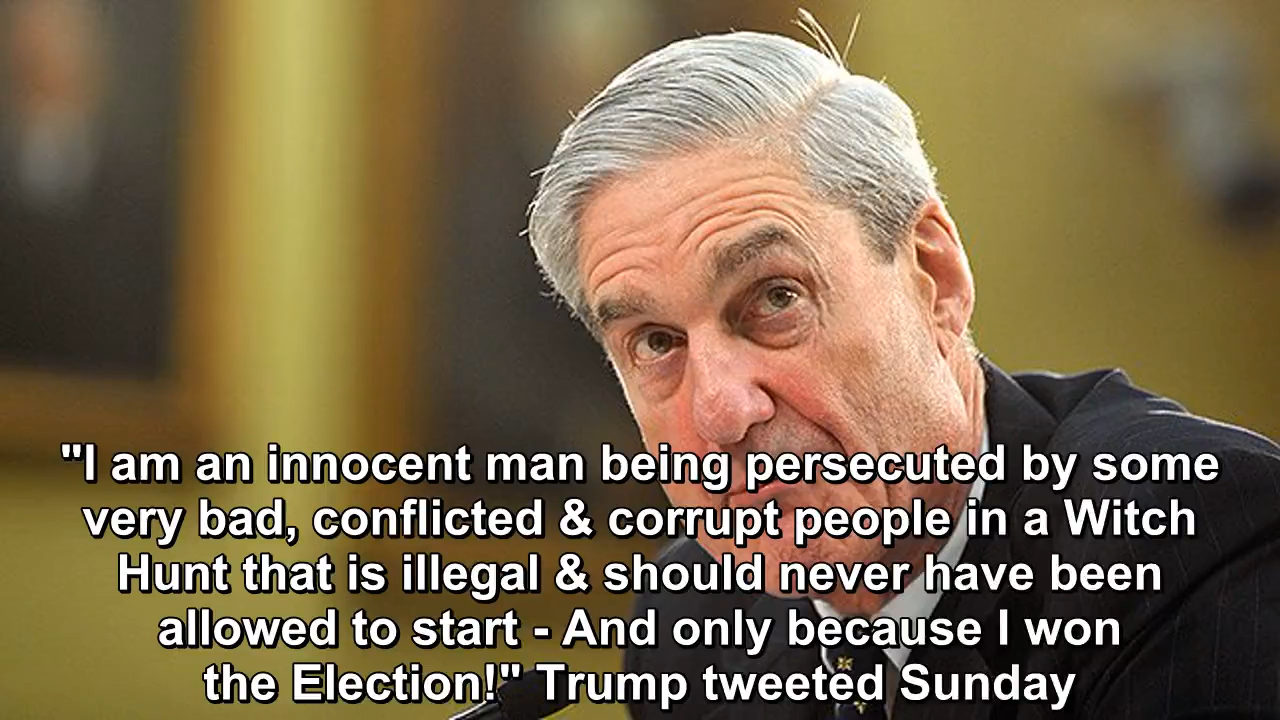 "I am an innocent man being persecuted by some
very bad, conflicted & corrupt people in a Witch
Hunt that is illegal & should never have been
allowed to start - And only because I won
the Election!" Trump tweeted Sunday